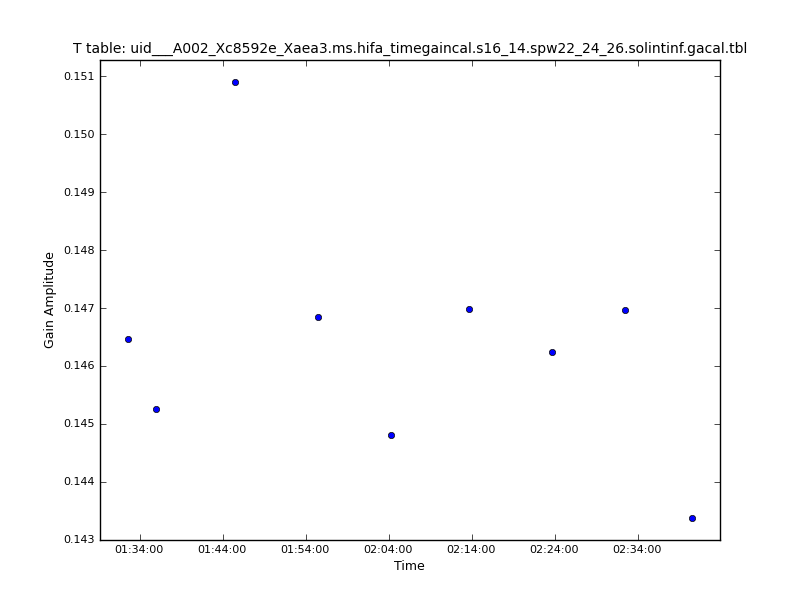 T table: uid___A002_Xc8592e_Xaea3.ms.hifa_timegaincal.s16_14.spw22_24_26.solintinf.gacal.tbl
0.151
0.150
0.149
0.148
0.147
0.146
0.145
0.144
0.143
Gain Amplitude
01:34:00 01:44:00 01:54:00 02:04:00 02:14:00 02:24:00 02:34:00
Time